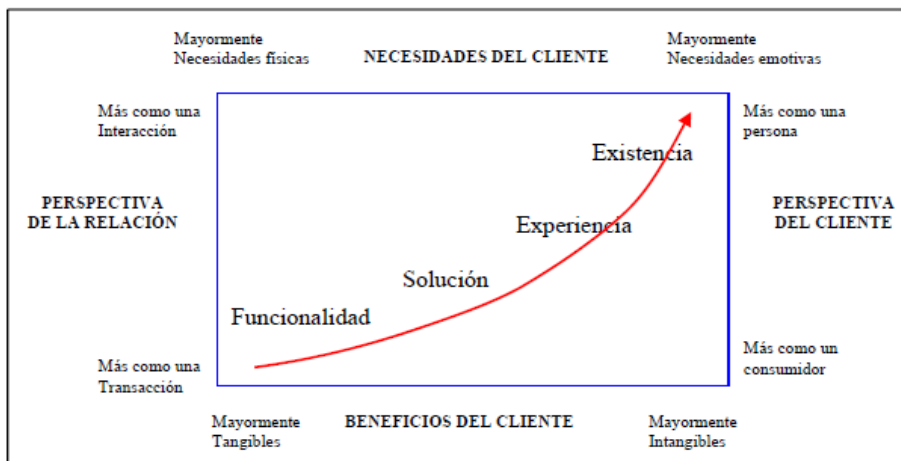 Mayormente
Necesidades físicas
NECESIDADES DEL CLIENTE
Mayormente
Necesidades emotivas
Más como una
Interacción
Más como una
persona
Existencia
PERSPECTIVA
DE LA RELACIÓN
PERSPECTIVA
DEL CLIENTE
Experiencia
Solución
Funcionalidad
Más como una
Transacción
Más como un
consumidor
Mayormente
Tangibles
BENEFICIOS DEL CLIENTE
Mayormente
Intangibles